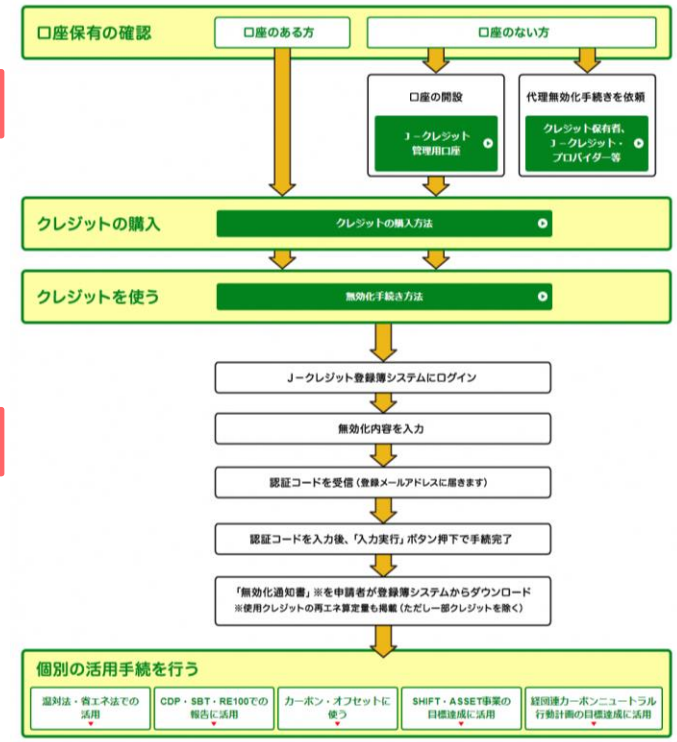 口座保有の確認
口座のある方
口座のない方
口座の開設
J－クレジット
管理用口座
代理無効化手続きを依頼
クレジット保有者、
J－クレジット・
プロバイダー等
クレジットの購入
クレジットの購入方法
クレジットを使う
無効化手続き方法
J－クレジット登録簿システムにログイン
無効化内容を入力
認証コードを受信（登録メールアドレスに届きます）
認証コードを入力後、「入力実行」ボタン押下で手続完了
「無効化通知書」※を申請者が登録簿システムからダウンロード
※使用クレジットの再エネ算定量も掲載（ただし一部クレジットを除く）
個別の活用手続を行う
温対法・省エネ法での
活用
CDP・SBT・RE100での
報告に活用
カーボン・オフセットに
使う
SHIFT・ASSET事業の
目標達成に活用
経団連カーボンニュートラル
行動計画の目標達成に活用